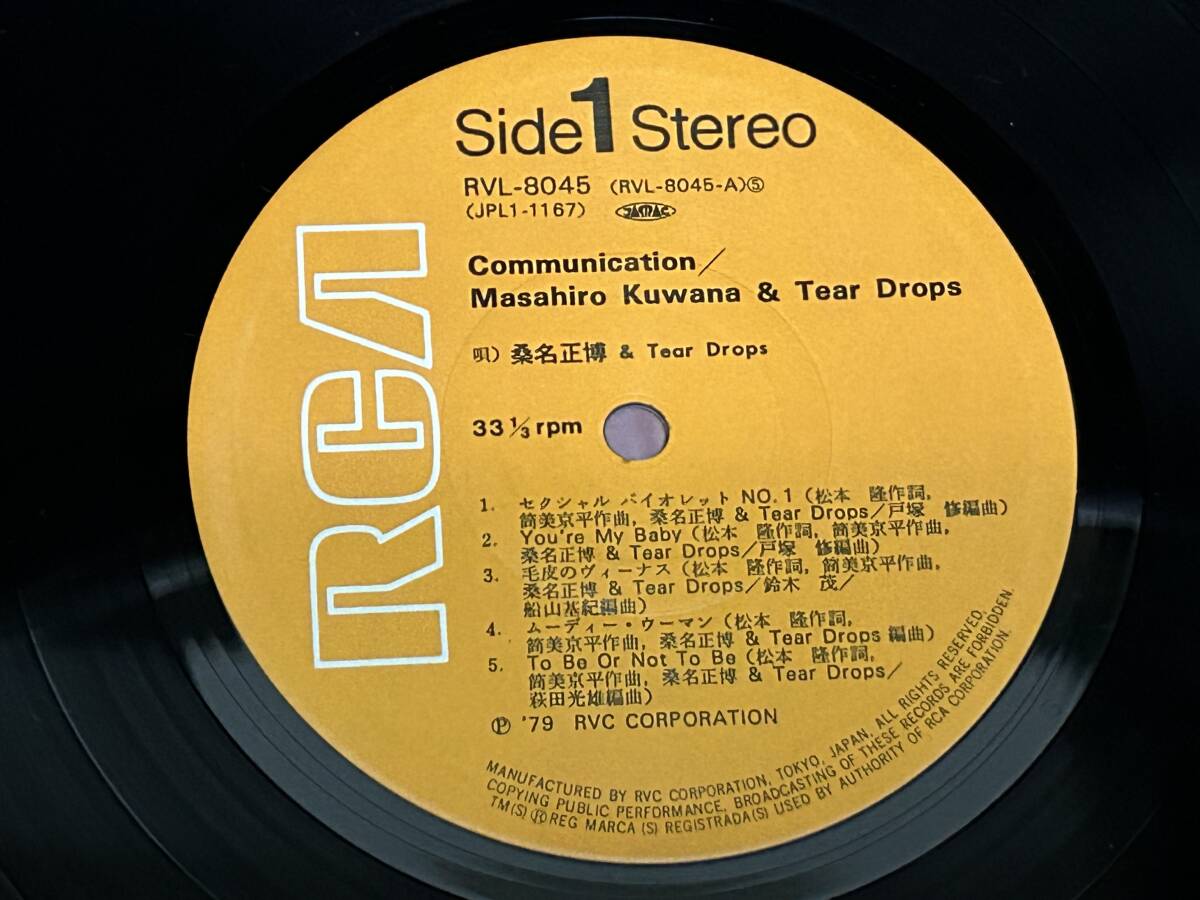 Side 1 Stereo
RVL-8045 (RVL-8045-A)⑤
(JPL1-1167) JASRAC
Communication/
Masahiro Kuwana & Tear Drops
唄) 桑名正博 & Tear Drops
33 1/3 rpm
RCA
1. セクシャル バイオレット NO.1 (松本 隆作詞,
筒美京平作曲, 桑名正博 & Tear Drops/戸塚 修編曲)
2. You're My Baby (松本 隆作詞, 筒美京平作曲,
桑名正博 & Tear Drops/戸塚 修編曲)
3. 毛皮のヴィーナス (松本 隆作詞, 筒美京平作曲,
桑名正博 & Tear Drops/鈴木 茂/
船山基紀編曲)
4. ムーディー・ウーマン (松本 隆作詞,
筒美京平作曲, 桑名正博 & Tear Drops 編曲)
5. To Be Or Not To Be (松本 隆作詞,
筒美京平作曲, 桑名正博 & Tear Drops/
萩田光雄編曲)
Ⓟ '79 RVC CORPORATION
MANUFACTURED BY RVC CORPORATION, TOKYO, JAPAN, ALL RIGHTS RESERVED.
COPYING PUBLIC PERFORMANCE, BROADCASTING OF THESE RECORDS ARE FORBIDDEN.
TM(S) ® REG MARCA (S) REGISTRADA(S) USED BY AUTHORITY OF RCA CORPORATION.